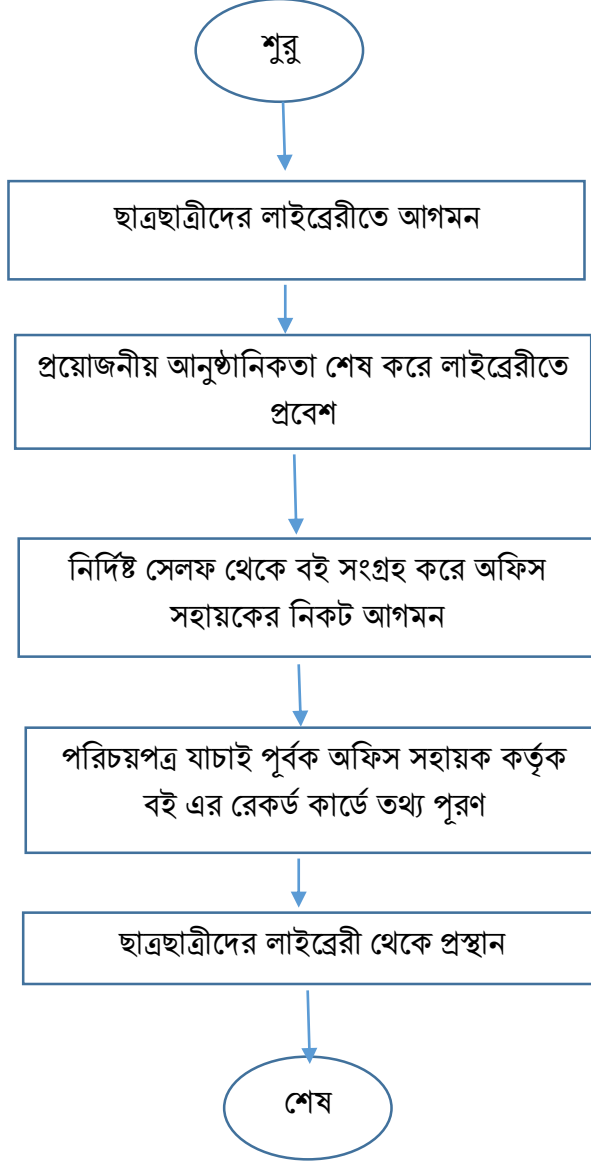 শুরু
ছাত্রছাত্রীদের লাইব্রেরীতে আগমন
প্রয়োজনীয় আনুষ্ঠানিকতা শেষ করে লাইব্রেরীতে
প্রবেশ
নির্দিষ্ট সেলফ থেকে বই সংগ্রহ করে অফিস
সহায়কের নিকট আগমন
পরিচয়পত্র যাচাই পূর্বক অফিস সহায়ক কর্তৃক
বই এর রেকর্ড কার্ডে তথ্য পূরণ
ছাত্রছাত্রীদের লাইব্রেরী থেকে প্রস্থান
শেষ